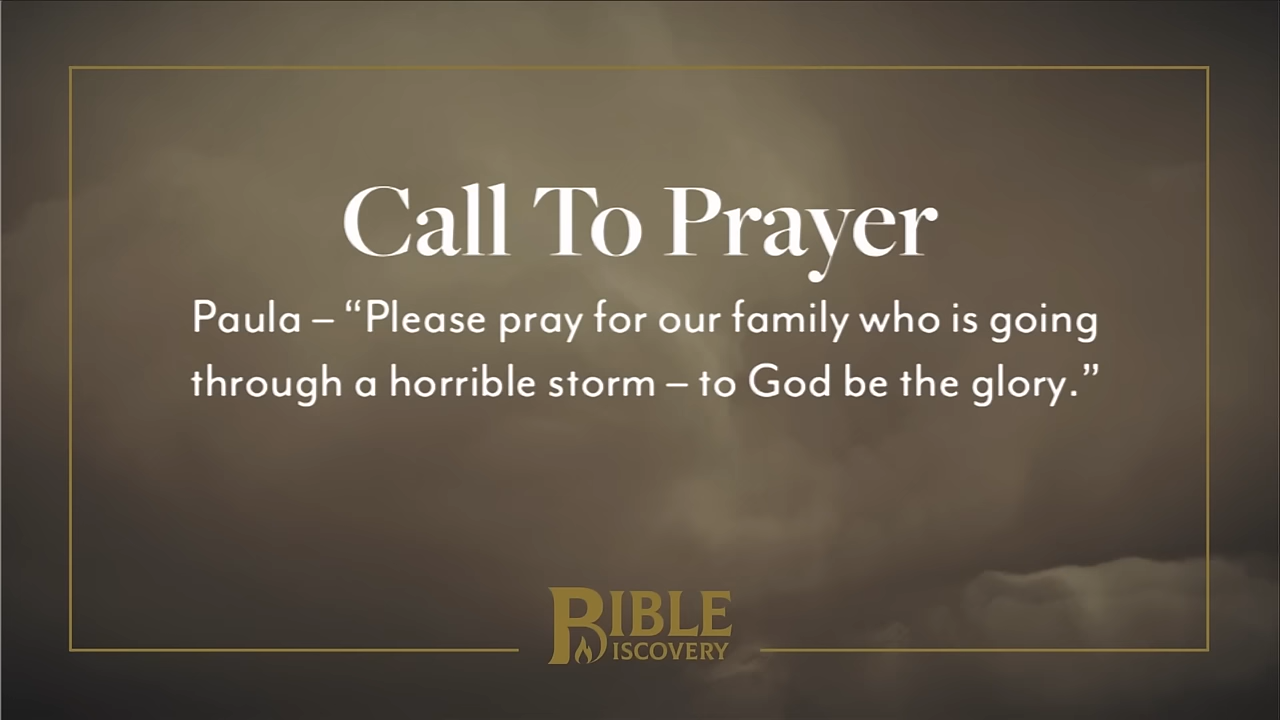 Call To Prayer
Paula – “Please pray for our family who is going
through a horrible storm – to God be the glory.”
BIBLE
DISCOVERY